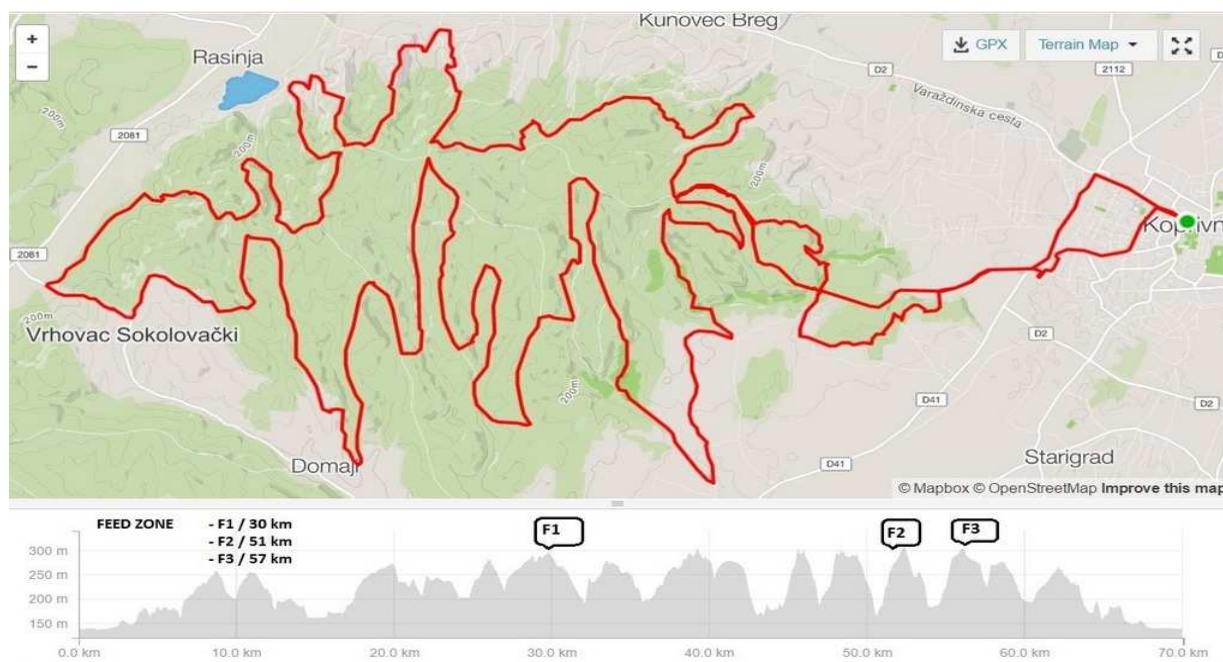 Kunovec Breg
+
−
GPX
Terrain Map
Rasinja
D2
2112
Varaždinska cesta
200m
200m
2081
200m
200m
Koprivn
2081
200m
Vrhovac Sokolovački
D2
200m
D41
D2
Domaji
D41
Starigrad
© Mapbox © OpenStreetMap Improve this map
FEED ZONE - F1 / 30 km
- F2 / 51 km
- F3 / 57 km
F1
F2
F3
300 m
250 m
200 m
150 m
0.0 km 10.0 km 20.0 km 30.0 km 40.0 km 50.0 km 60.0 km 70.0 km